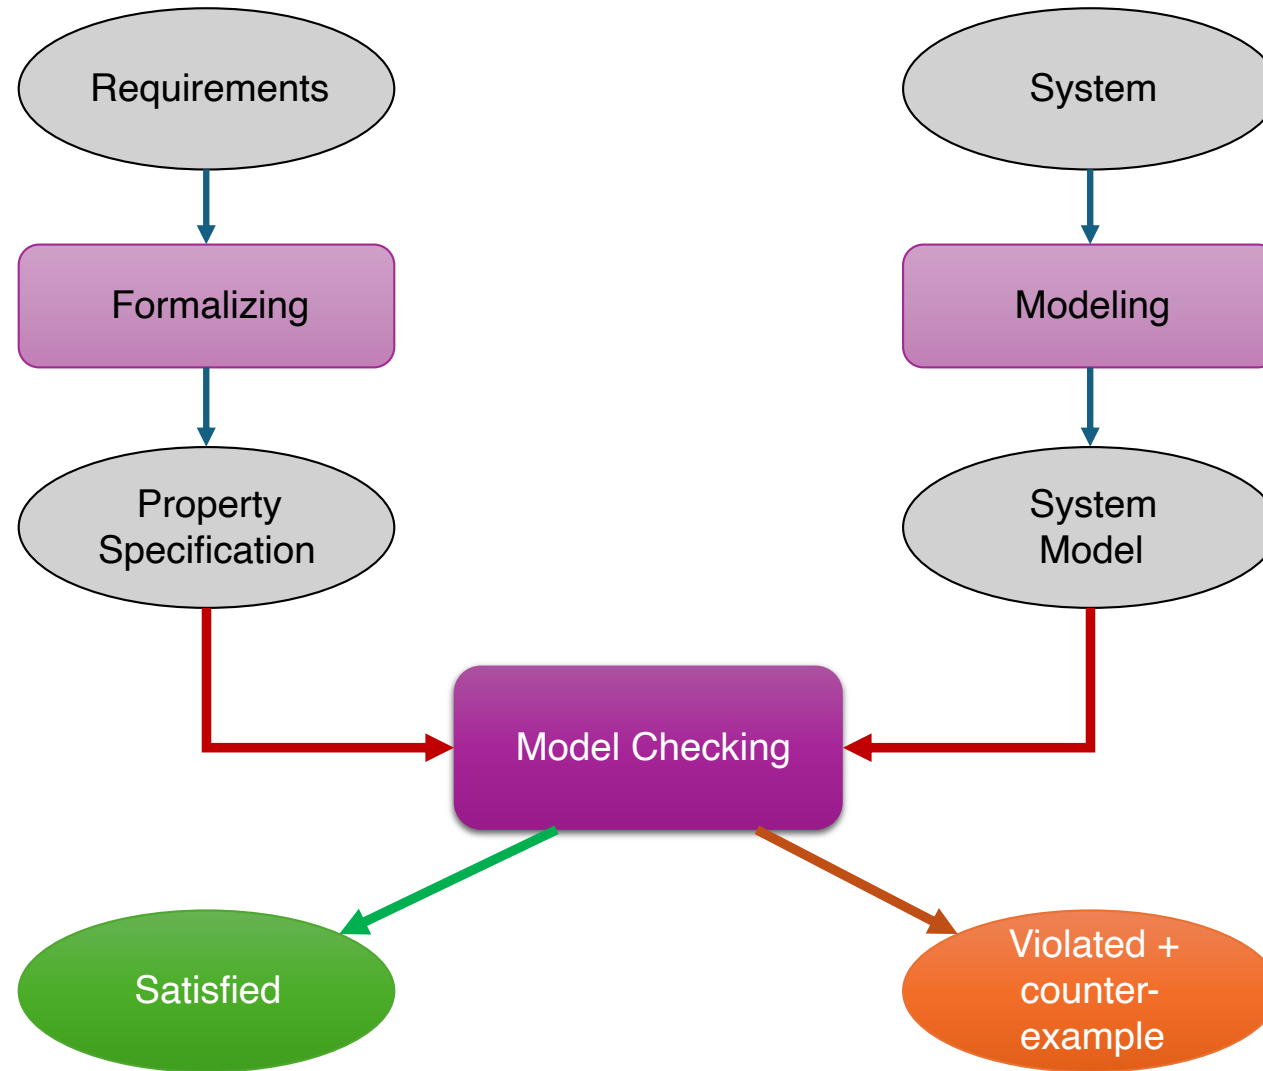 Requirements
System
Formalizing
Modeling
Property
Specification
System
Model
Model Checking
Satisfied
Violated +
counter-
example